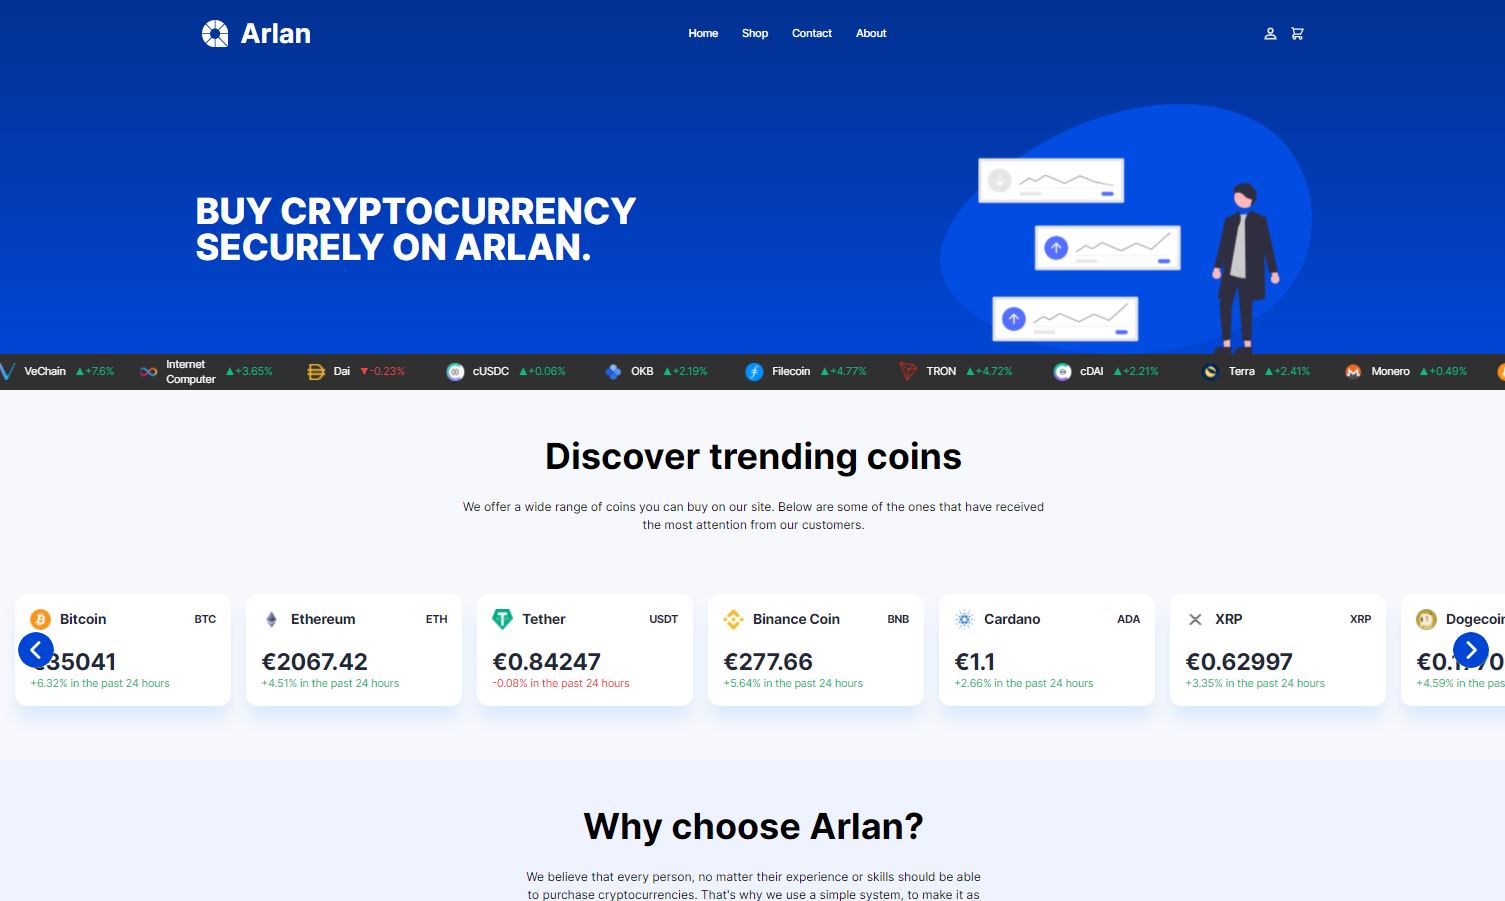 Arlan
Home
Shop
Contact
About
BUY CRYPTOCURRENCY
SECURELY ON ARLAN.
VeChain ▲+7.6%
Internet
Computer ▲+3.65%
Dai ▼-0.23%
cUSDC ▲+0.06%
OKB ▲+2.19%
Filecoin ▲+4.77%
TRON ▲+4.72%
cDAI ▲+2.21%
Terra ▲+2.41%
Monero ▲+0.49%
Discover trending coins
We offer a wide range of coins you can buy on our site. Below are some of the ones that have received
the most attention from our customers.
Bitcoin BTC
€35041
+6.32% in the past 24 hours
Ethereum ETH
€2067.42
+4.51% in the past 24 hours
Tether USDT
€0.84247
-0.08% in the past 24 hours
Binance Coin BNB
€277.66
+5.64% in the past 24 hours
Cardano ADA
€1.1
+2.66% in the past 24 hours
XRP XRP
€0.62997
+3.35% in the past 24 hours
Dogecoin
+4.59% in the pas
Why choose Arlan?
We believe that every person, no matter their experience or skills should be able
to purchase cryptocurrencies. That's why we use a simple system, to make it as